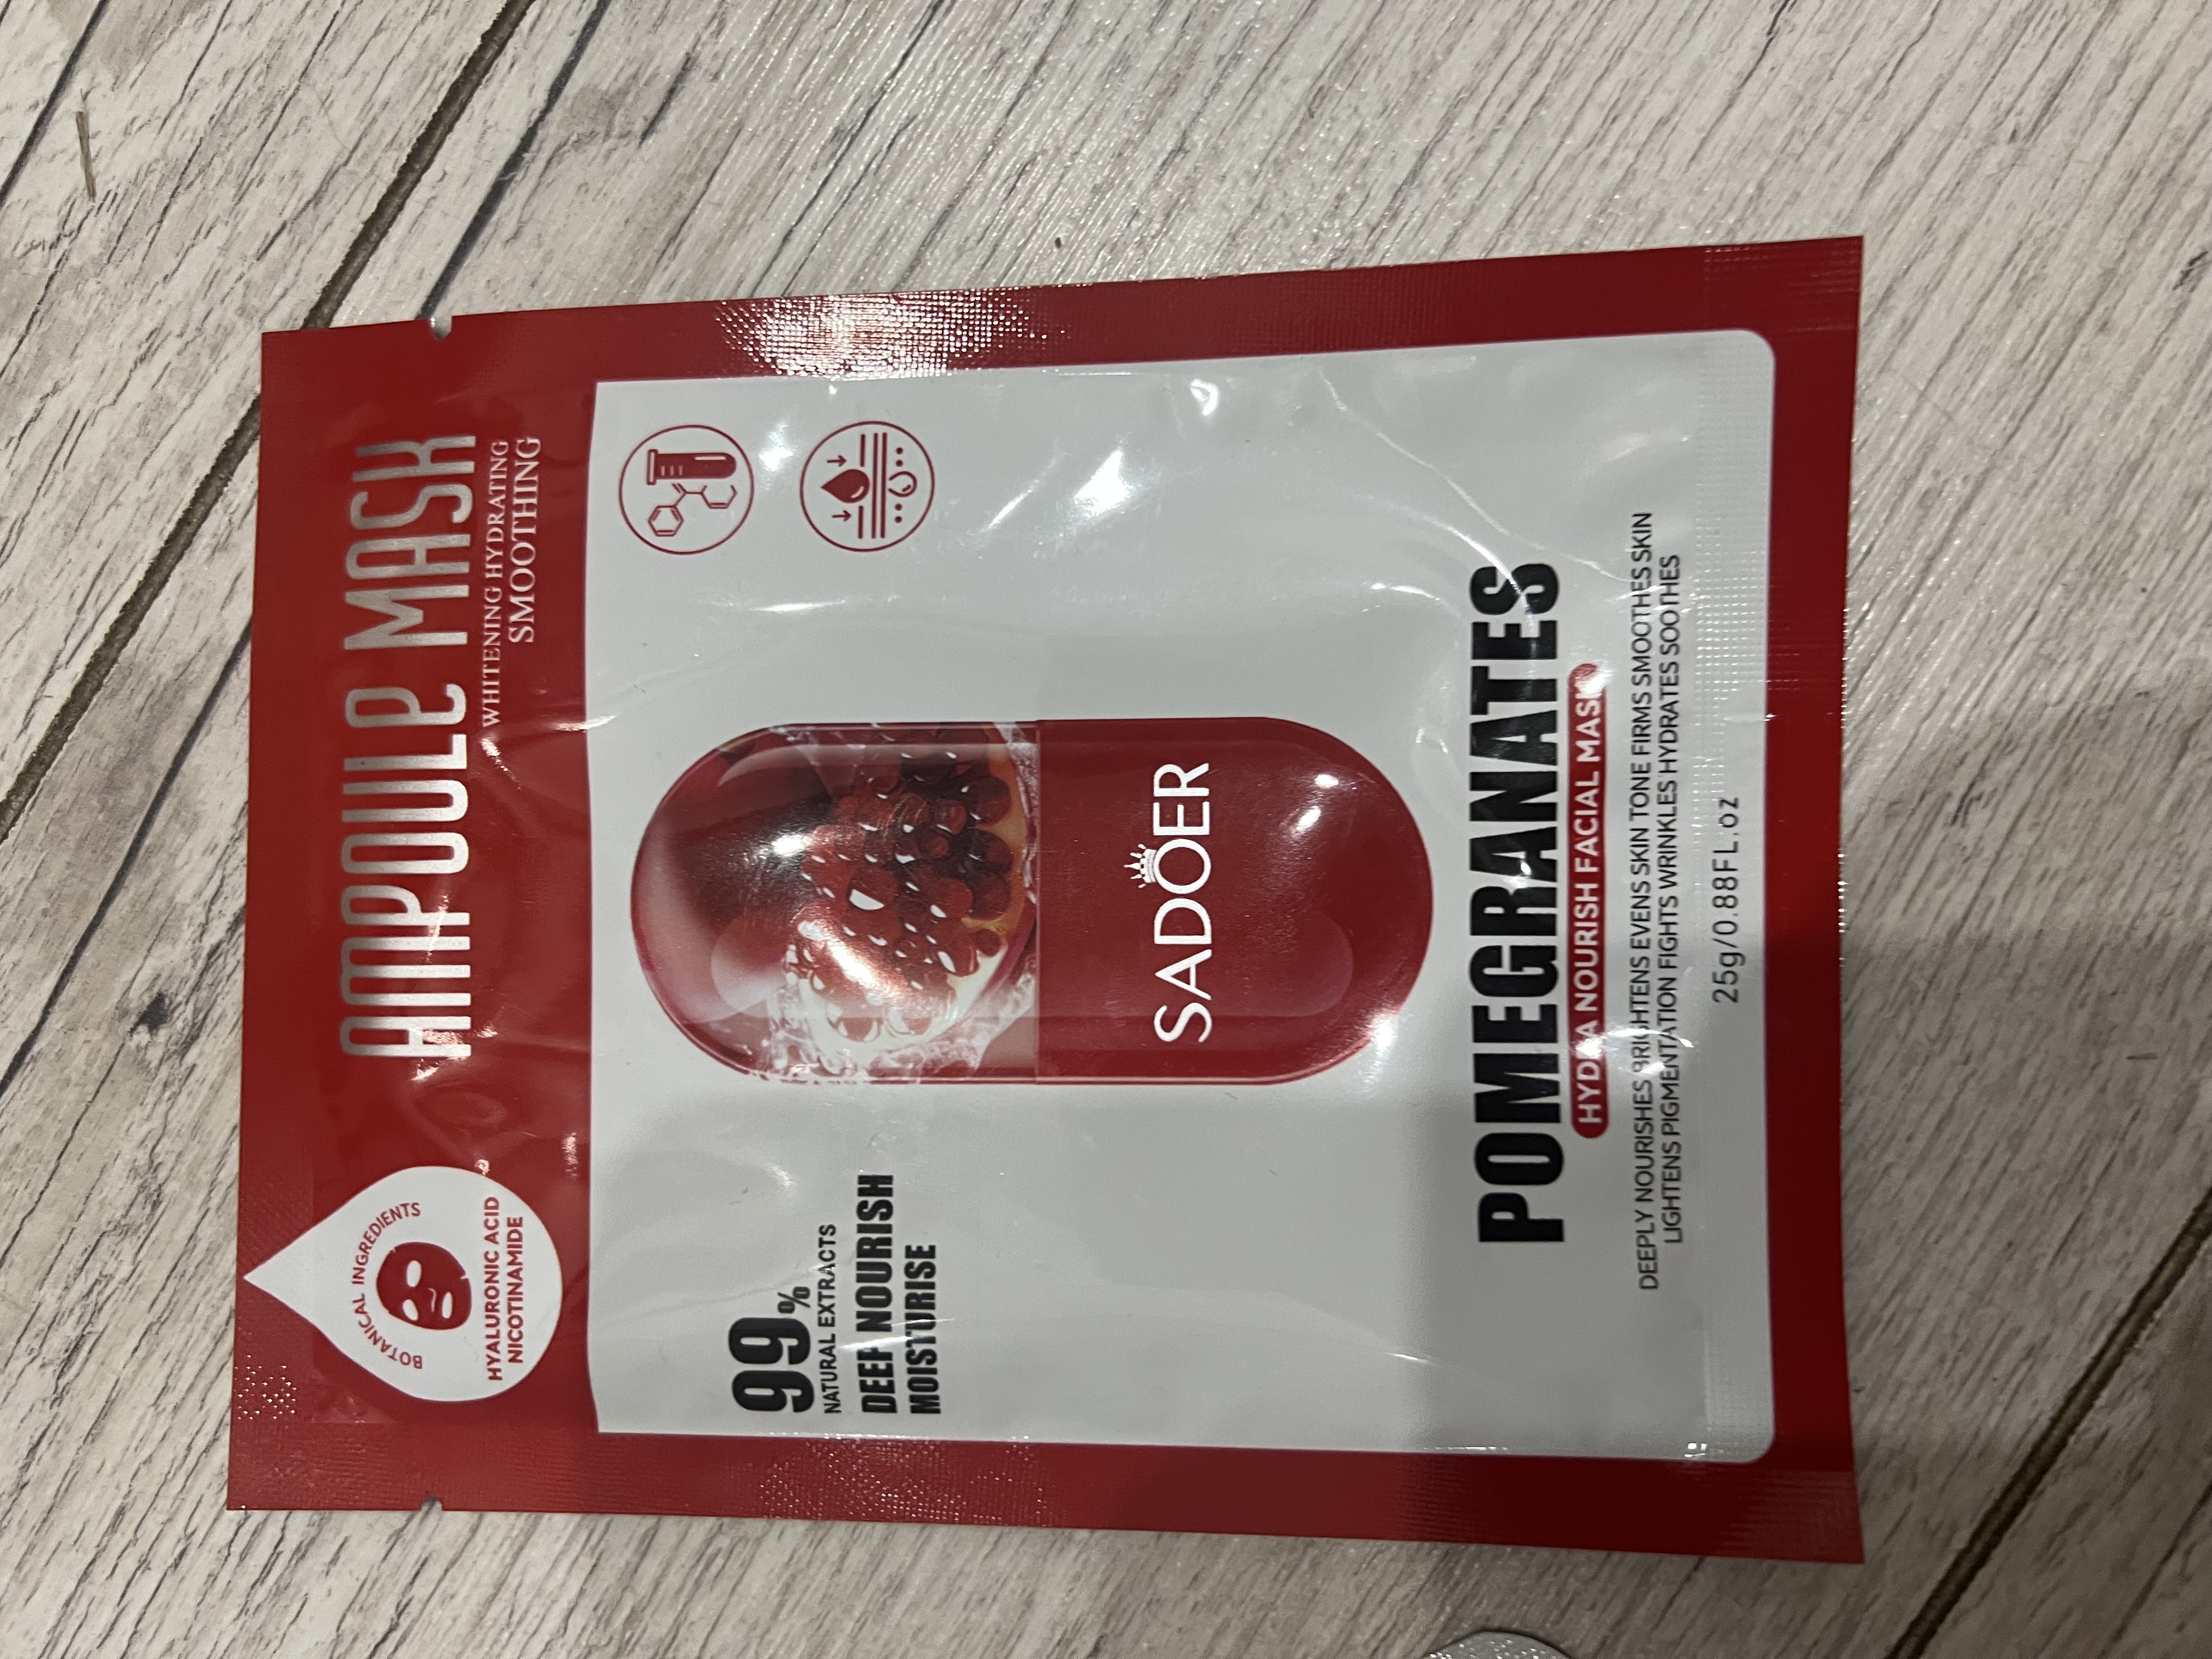 BOTANICAL INGREDIENTS
HYALURONIC ACID
NICOTINAMIDE
AMPOULE MASK
WHITENING HYDRATING
SMOOTHING
99%
NATURAL EXTRACTS
DEEP NOURISH
MOISTURISE
SADOER
POMEGRANATES
HYDRA NOURISH FACIAL MASK
DEEPLY NOURISHES BRIGHTENS EVENS SKIN TONE FIRMS SMOOTHES SKIN
LIGHTENS PIGMENTATION FIGHTS WRINKLES HYDRATES SOOTHES
25g/0.88FL.oz